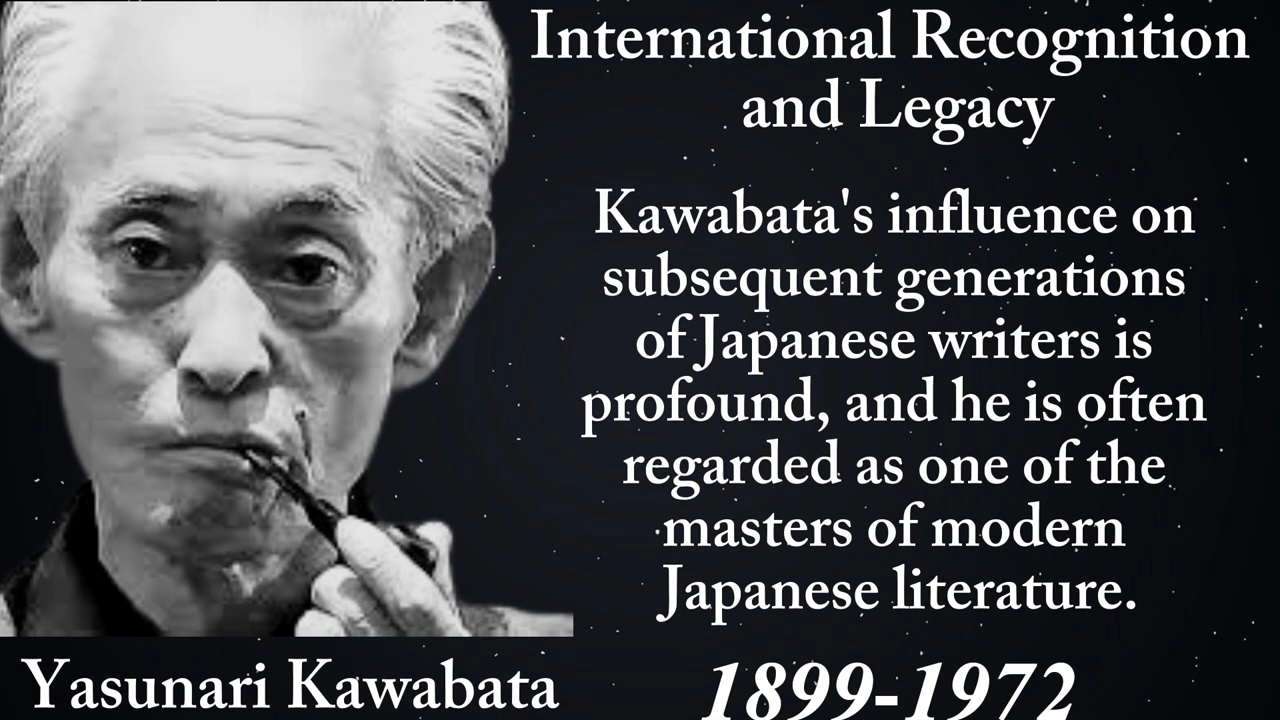 International Recognition
and Legacy
Kawabata's influence on
subsequent generations
of Japanese writers is
profound, and he is often
regarded as one of the
masters of modern
Japanese literature.
Yasunari Kawabata
1899-1972